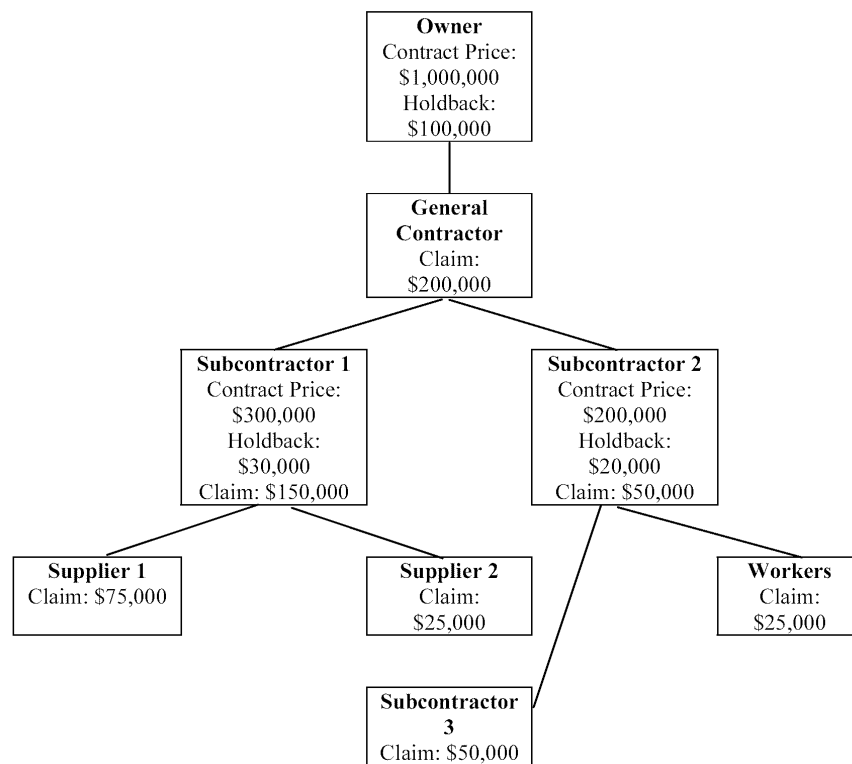 Owner
Contract Price:
$1,000,000
Holdback:
$100,000
General
Contractor
Claim:
$200,000
Subcontractor 1
Contract Price:
$300,000
Holdback:
$30,000
Claim: $150,000
Subcontractor 2
Contract Price:
$200,000
Holdback:
$20,000
Claim: $50,000
Supplier 1
Claim: $75,000
Supplier 2
Claim:
$25,000
Workers
Claim:
$25,000
Subcontractor
3
Claim: $50,000